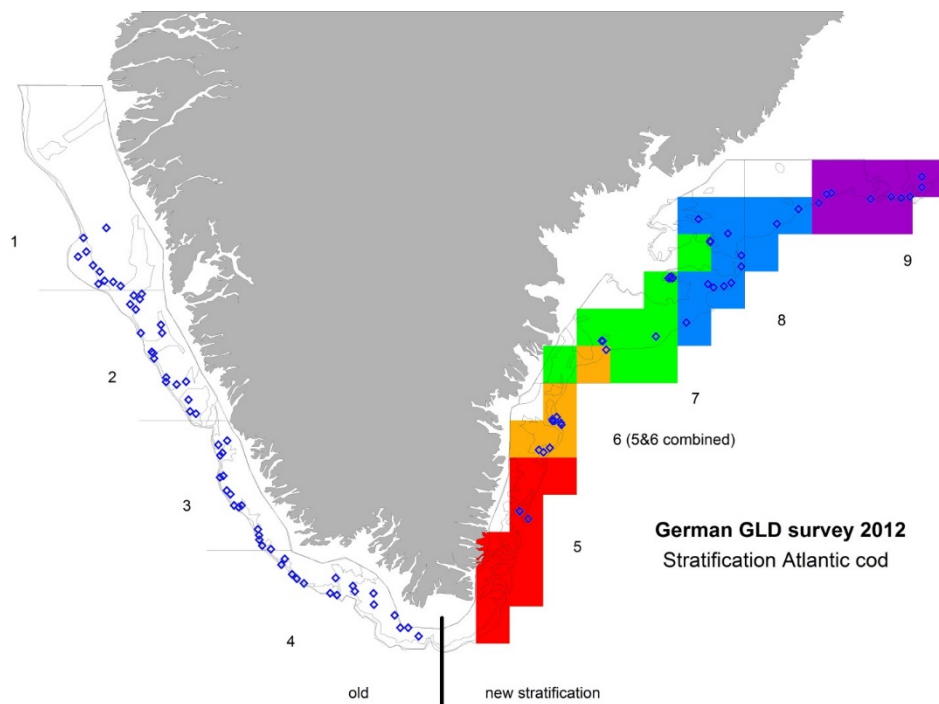 1
9
8
2
7
6 (5&6 combined)
3
German GLD survey 2012
5
Stratification Atlantic cod
4
old
new stratification